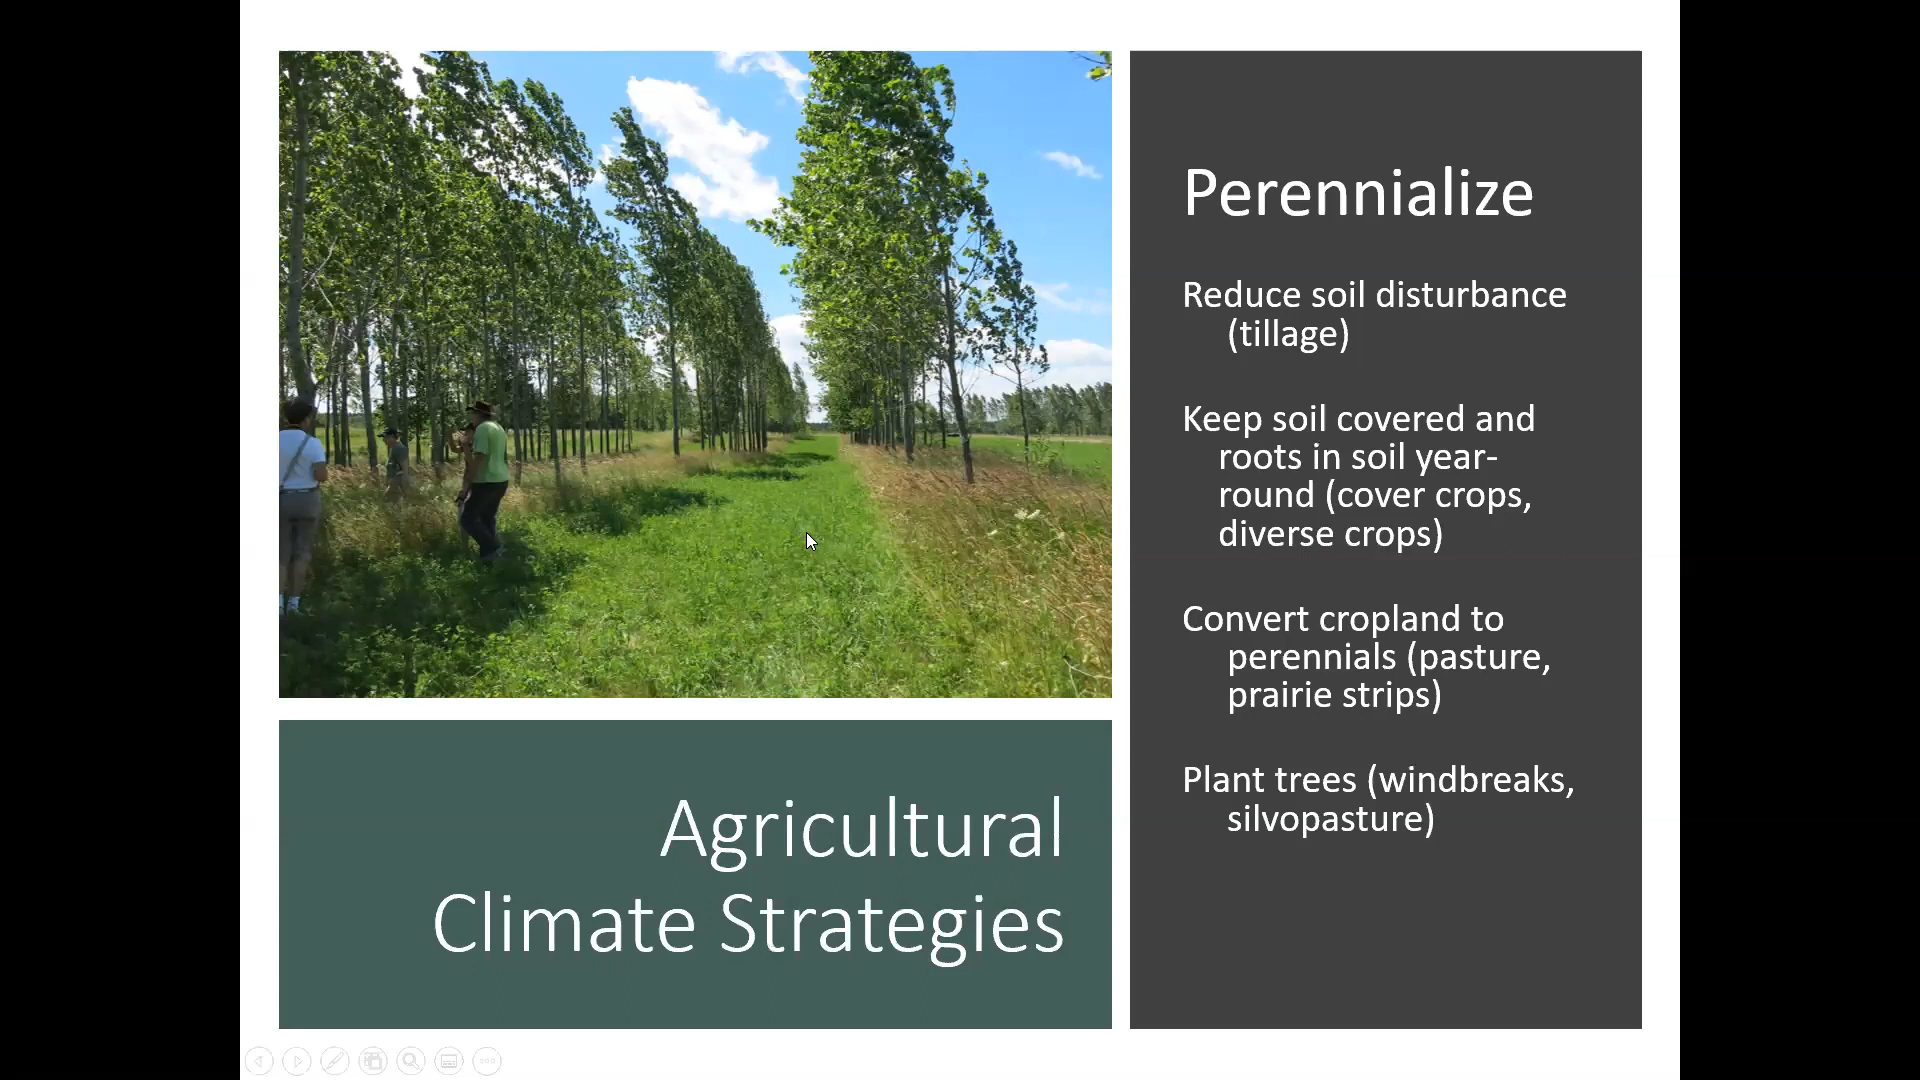 Agricultural
Climate Strategies
Perennialize
Reduce soil disturbance
(tillage)
Keep soil covered and
roots in soil year-
round (cover crops,
diverse crops)
Convert cropland to
perennials (pasture,
prairie strips)
Plant trees (windbreaks,
silvopasture)